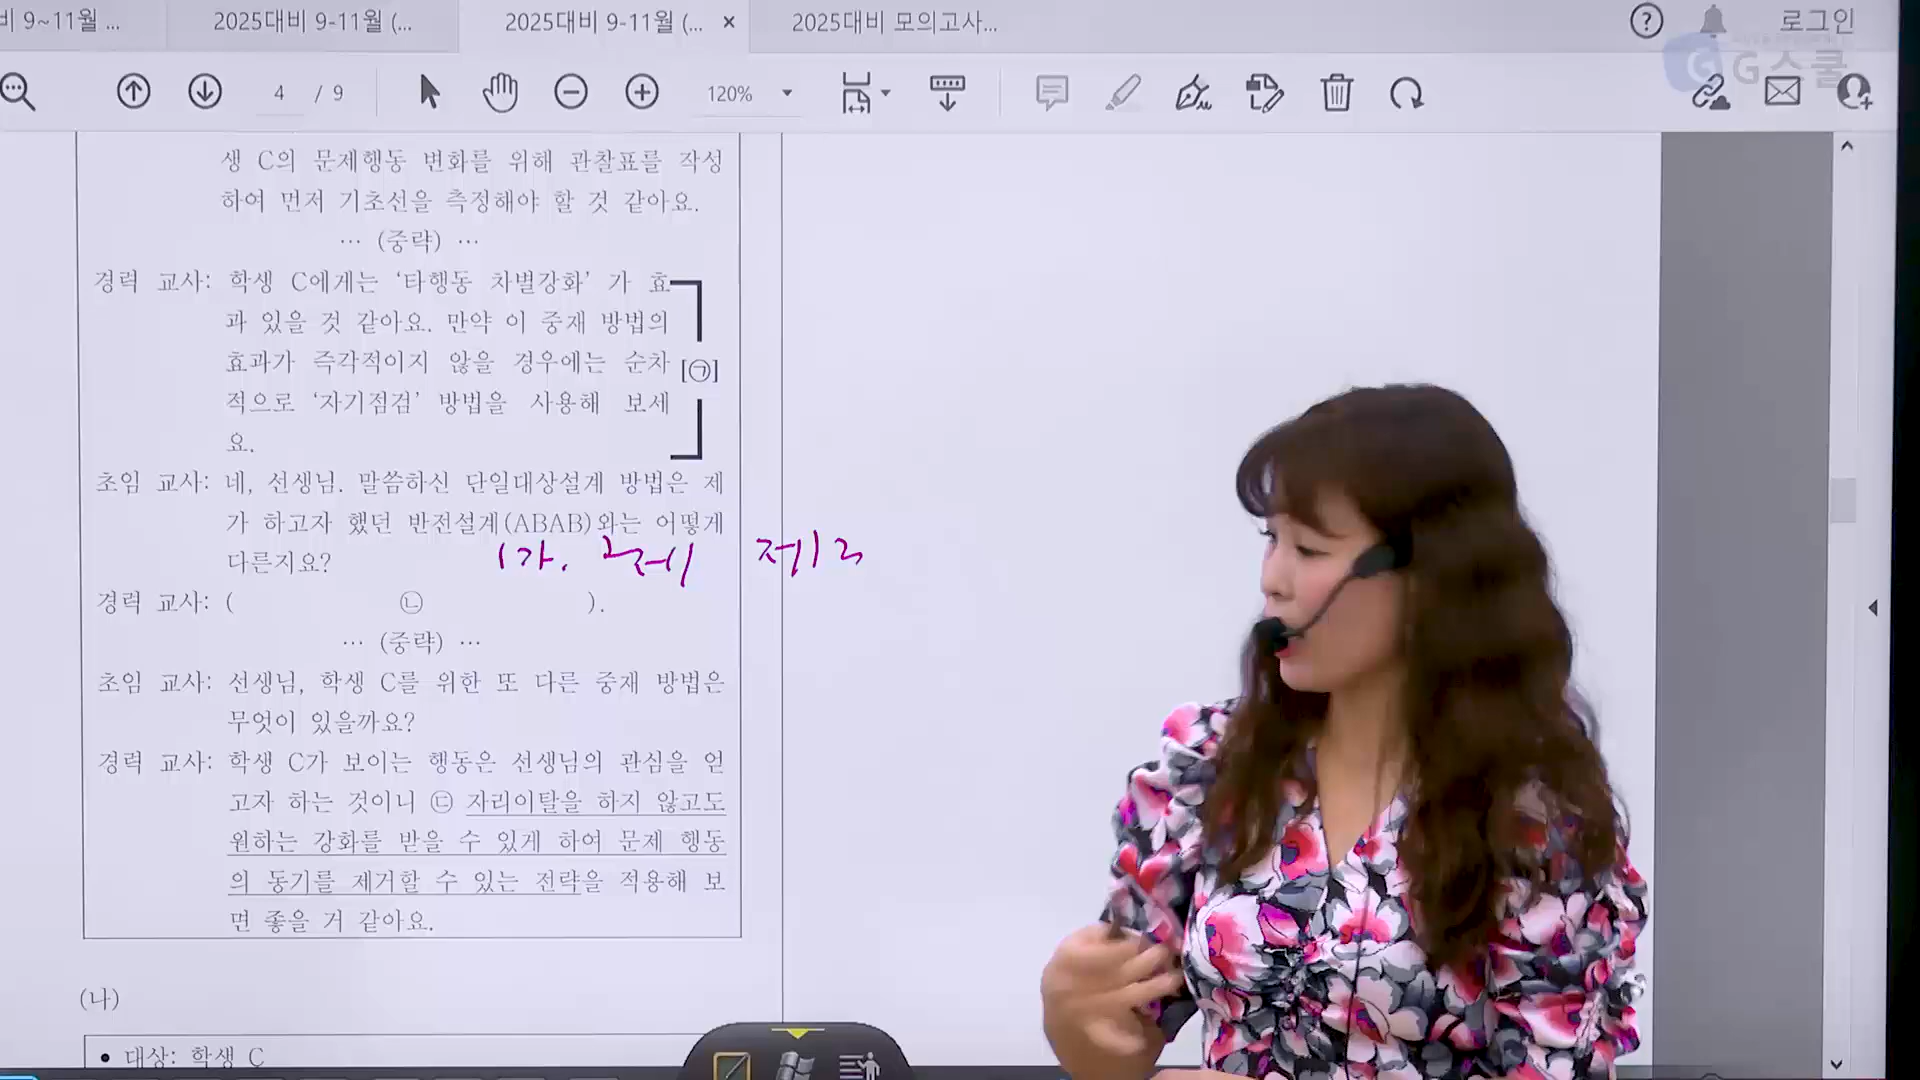 비 9~11월 ...
2025대비 9-11월 (...
2025대비 9-11월 (... ×
2025대비 모의고사...
로그인
G스쿨
4 / 9
120%
생 C의 문제행동 변화를 위해 관찰표를 작성
하여 먼저 기초선을 측정해야 할 것 같아요.
… (중략) …
경력 교사: 학생 C에게는 ‘타행동 차별강화’ 가 효
과 있을 것 같아요. 만약 이 중재 방법의
효과가 즉각적이지 않을 경우에는 순차
적으로 ‘자기점검’ 방법을 사용해 보세
요.
[㉠]
초임 교사: 네, 선생님. 말씀하신 단일대상설계 방법은 제
가 하고자 했던 반전설계(ABAB)와는 어떻게
다른지요?
경력 교사: ( ㉡ ).
… (중략) …
초임 교사: 선생님, 학생 C를 위한 또 다른 중재 방법은
무엇이 있을까요?
경력 교사: 학생 C가 보이는 행동은 선생님의 관심을 얻
고자 하는 것이니 ㉢ 자리이탈을 하지 않고도
원하는 강화를 받을 수 있게 하여 문제 행동
의 동기를 제거할 수 있는 전략을 적용해 보
면 좋을 거 같아요.
(나)
• 대상: 학생 C